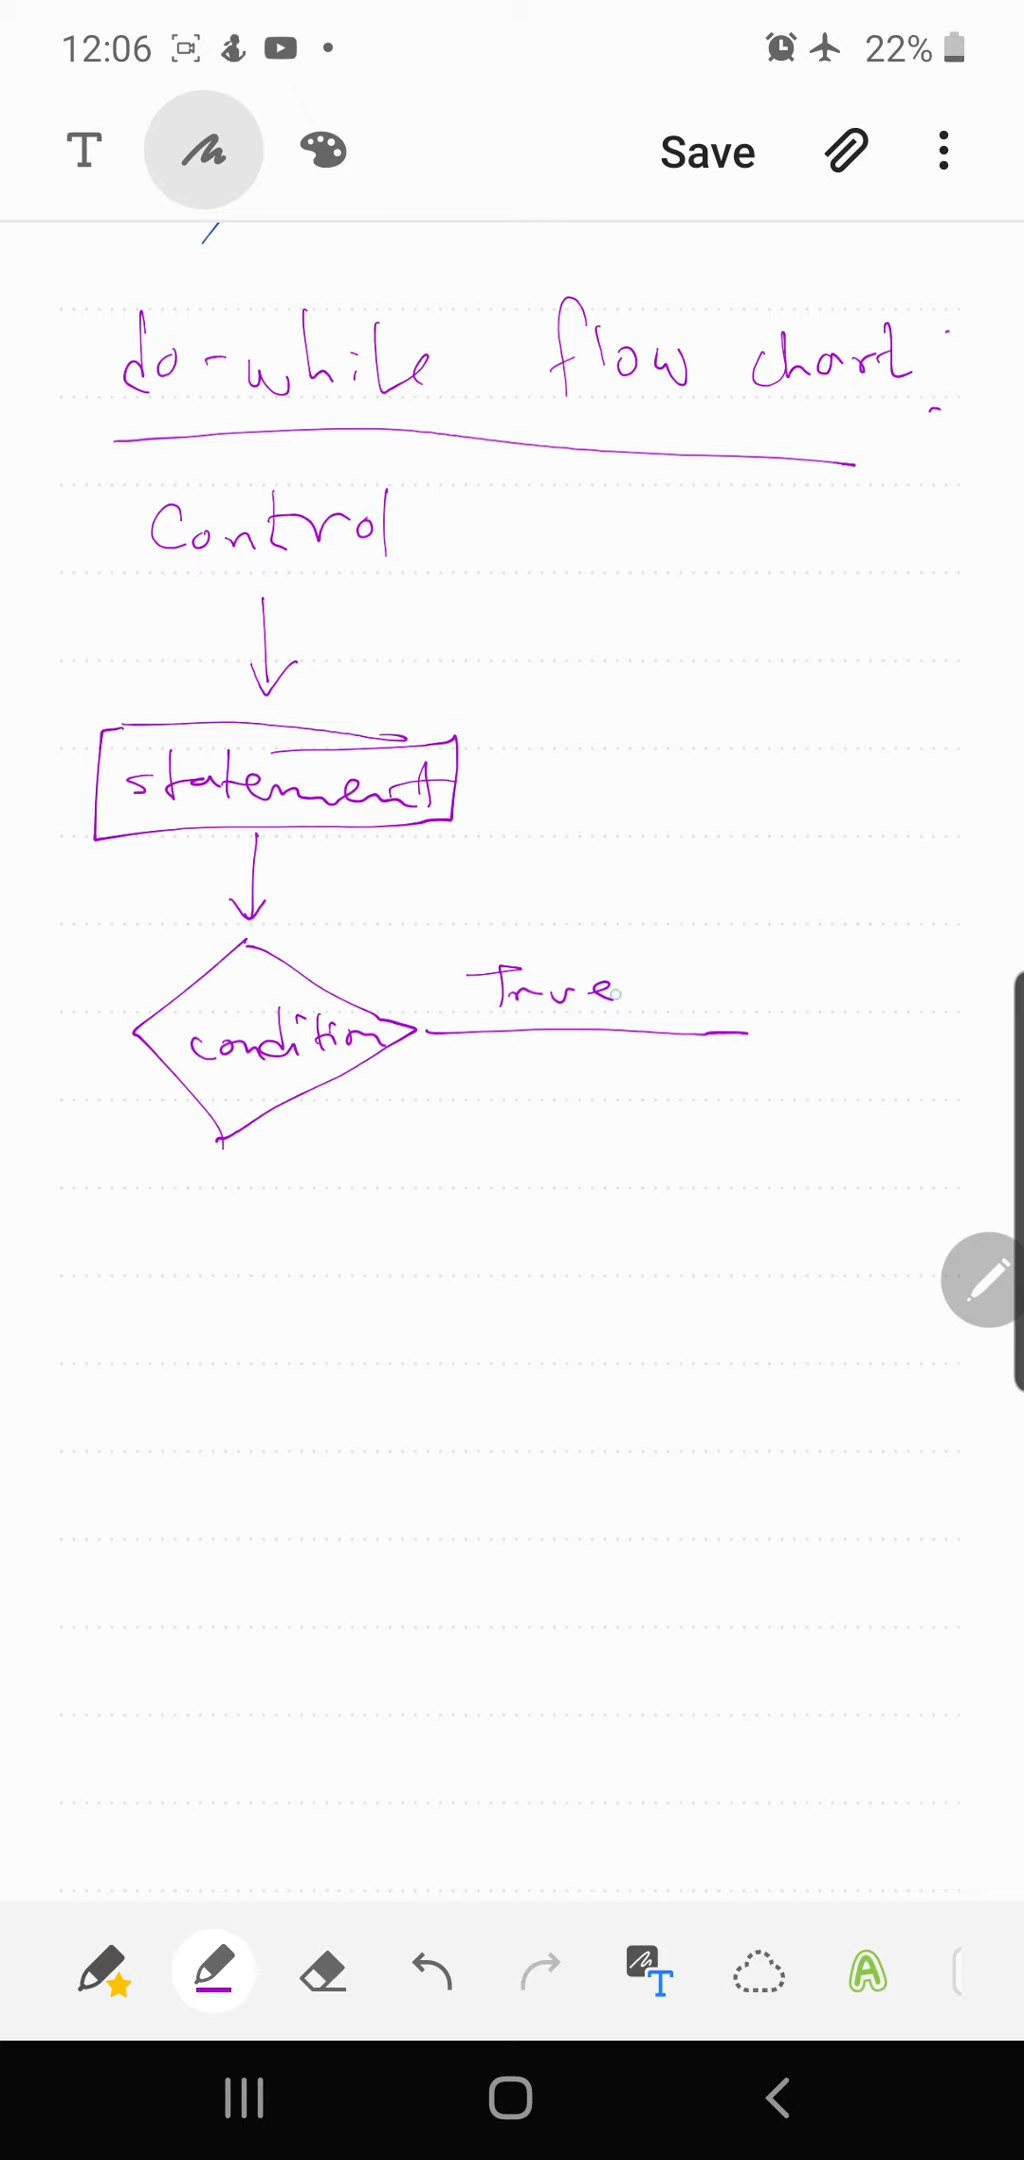 12:06 22%
T Save
do-while flow chart:
Control
statement
True
condition
T
A